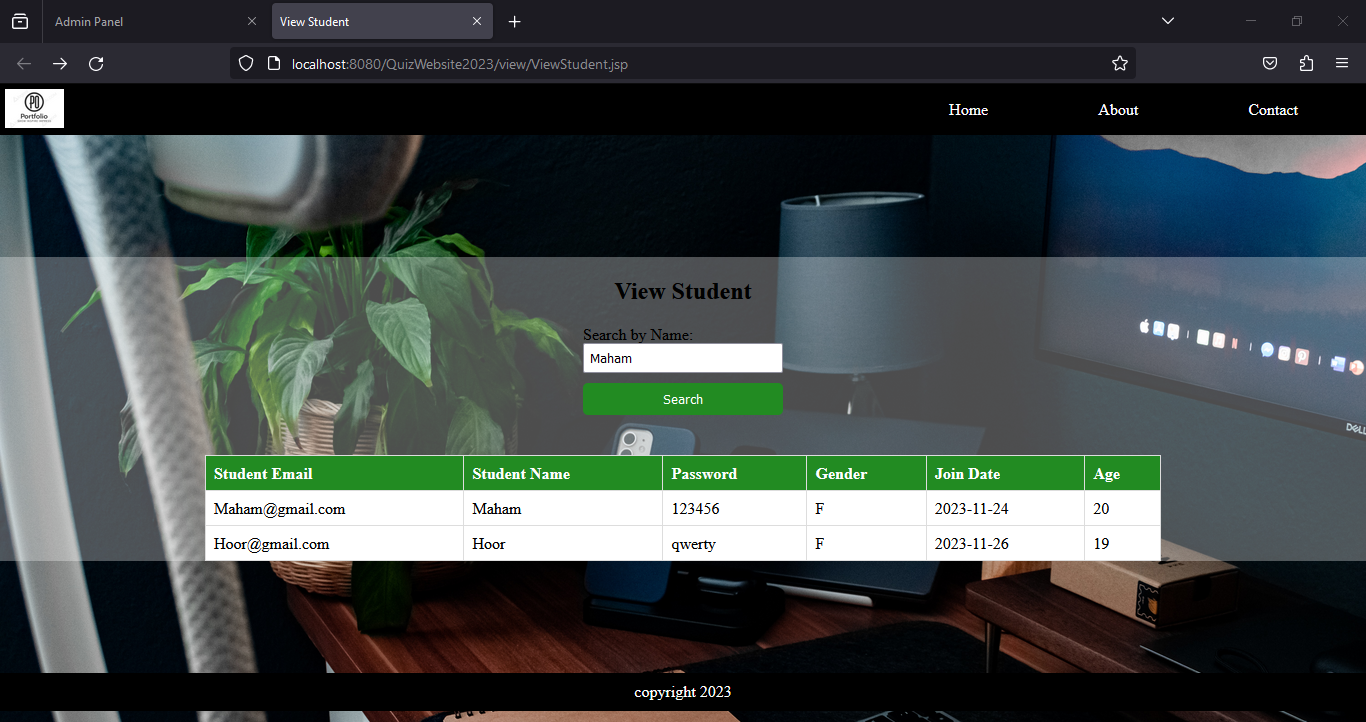 Admin Panel View Student
localhost:8080/QuizWebsite2023/view/ViewStudent.jsp
PO
Portfolio
Home About Contact
View Student
Search by Name:
Maham
Search
Student Email Student Name Password Gender Join Date Age
Maham@gmail.com Maham 123456 F 2023-11-24 20
Hoor@gmail.com Hoor qwerty F 2023-11-26 19
DELL
copyright 2023